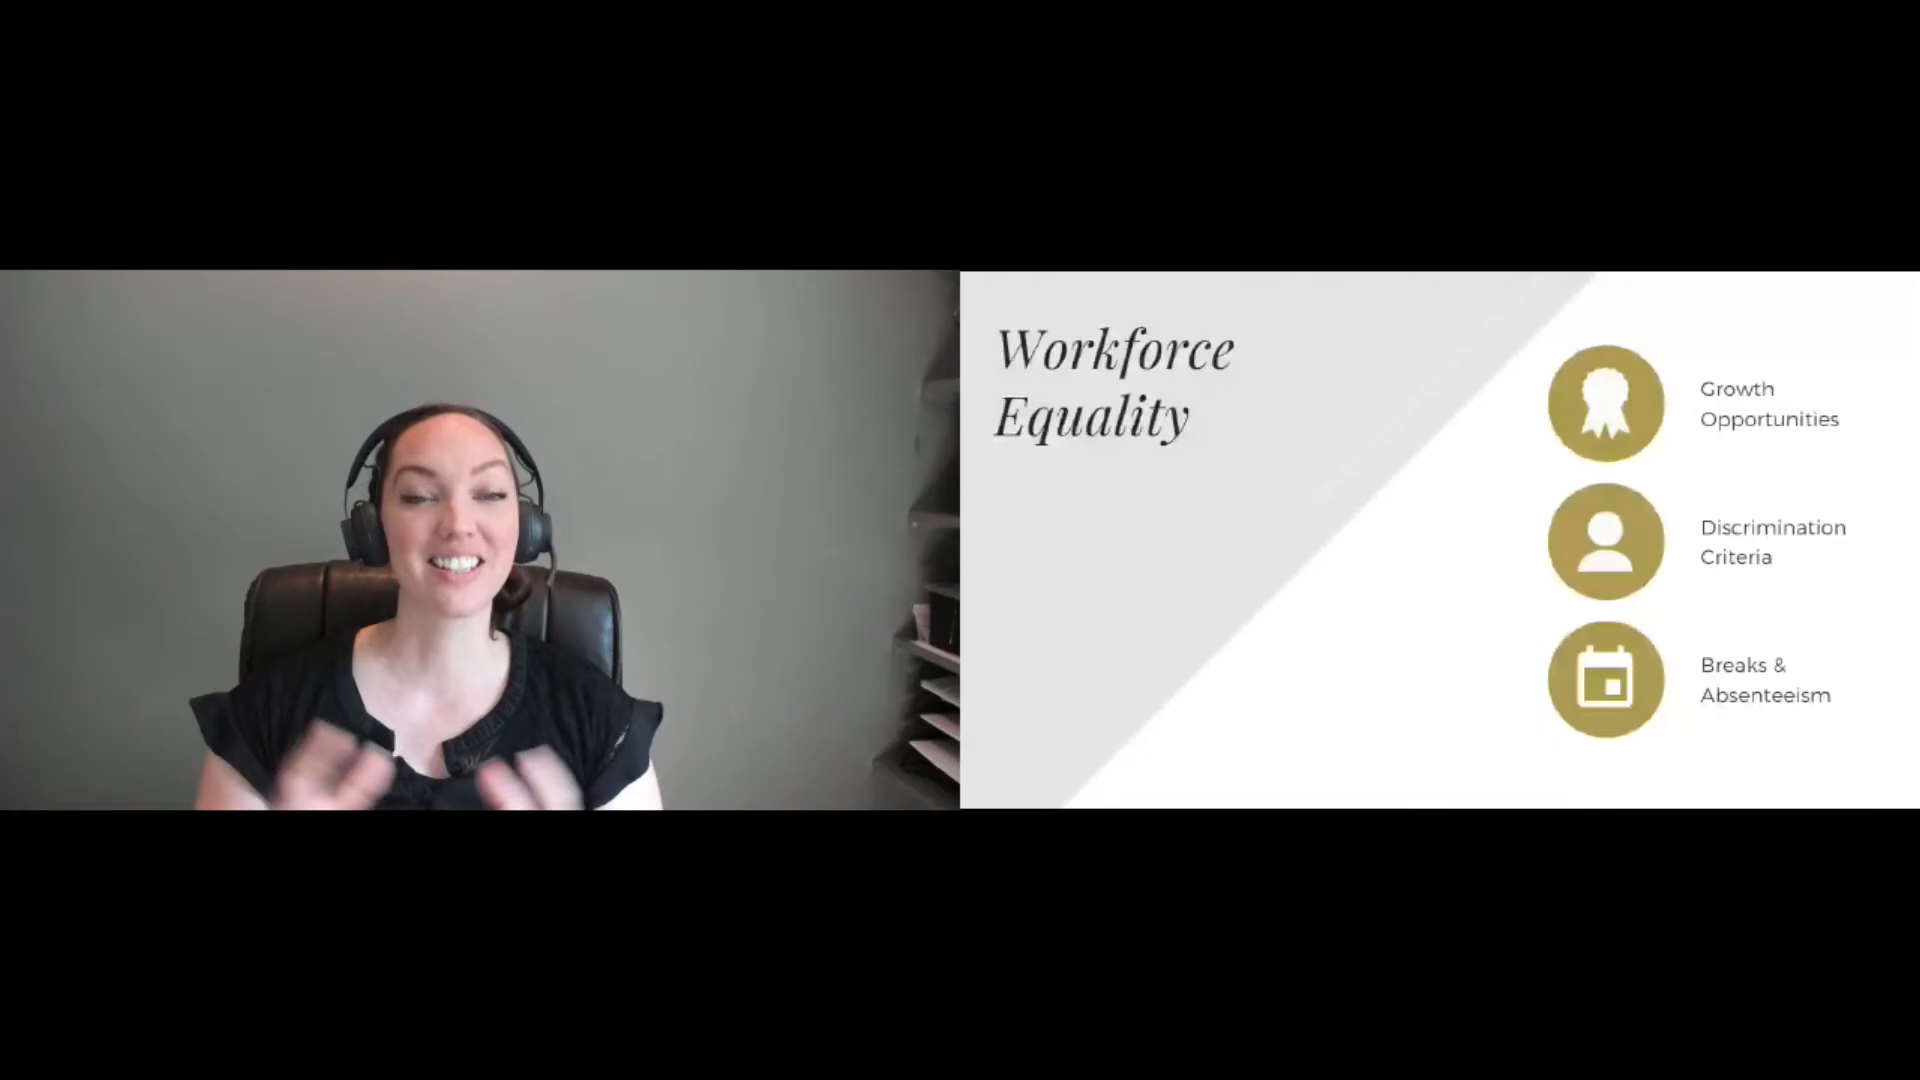 Workforce
Equality
Growth
Opportunities
Discrimination
Criteria
Breaks &
Absenteeism